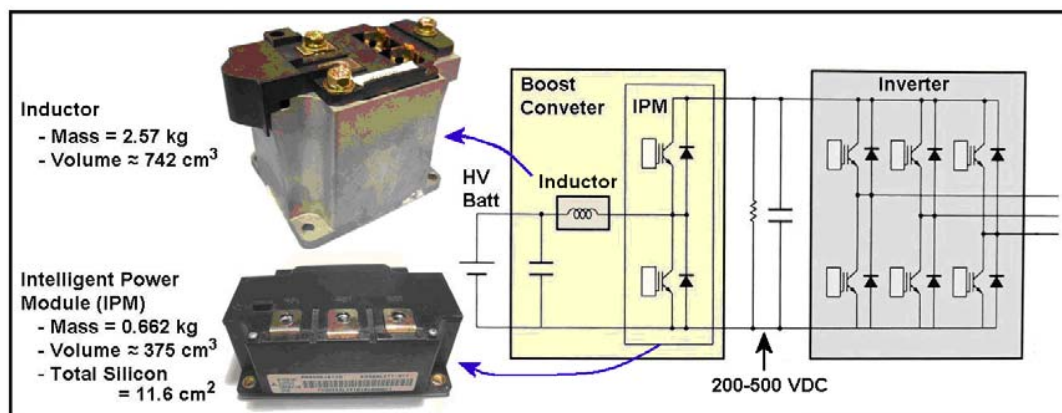 Inductor
- Mass = 2.57 kg
- Volume ≈ 742 cm³
Intelligent Power
Module (IPM)
- Mass = 0.662 kg
- Volume ≈ 375 cm³
- Total Silicon
= 11.6 cm²
HV
Batt
Boost
Conveter
IPM
Inductor
Inverter
200-500 VDC